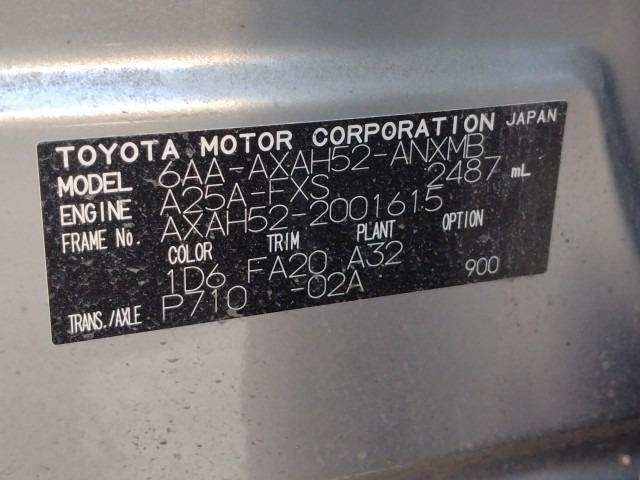 TOYOTA MOTOR CORPORATION JAPAN
MODEL 6AA-AXAH52-ANXMB
ENGINE A25A-FXS 2487 mL
FRAME No. AXAH52-2001615
COLOR TRIM PLANT OPTION
1D6 FA20 A32
TRANS./AXLE P710 -02A 900